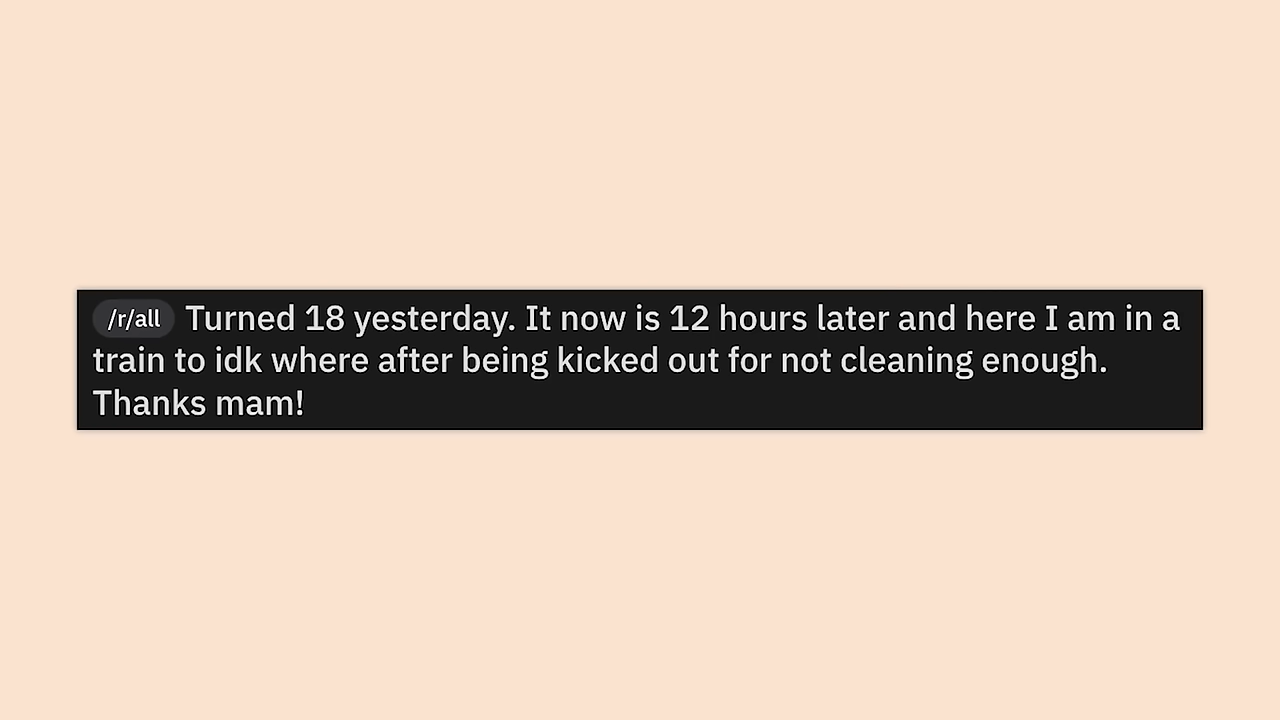 /r/all Turned 18 yesterday. It now is 12 hours later and here I am in a
train to idk where after being kicked out for not cleaning enough.
Thanks mam!